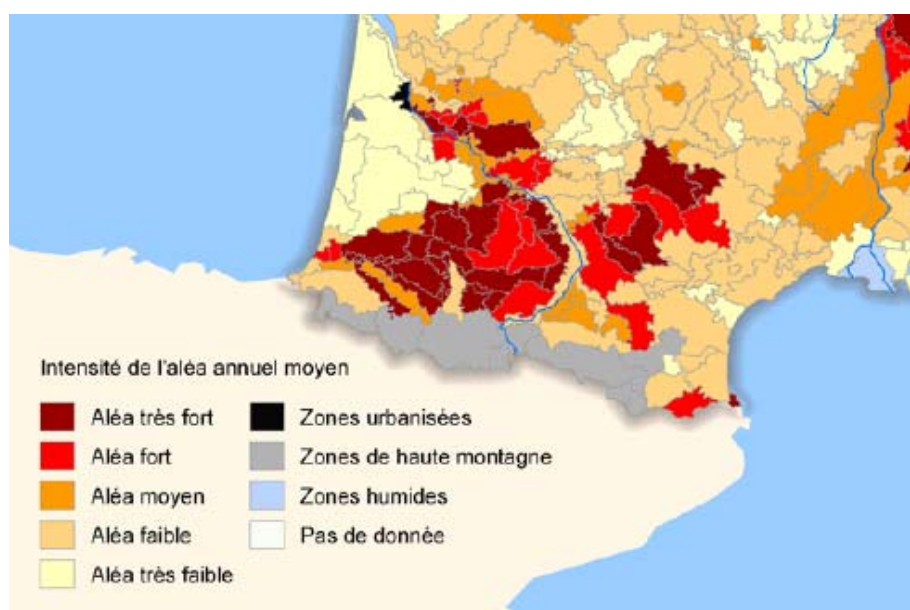 Intensité de l'aléa annuel moyen
Aléa très fort
Aléa fort
Aléa moyen
Aléa faible
Aléa très faible
Zones urbanisées
Zones de haute montagne
Zones humides
Pas de donnée